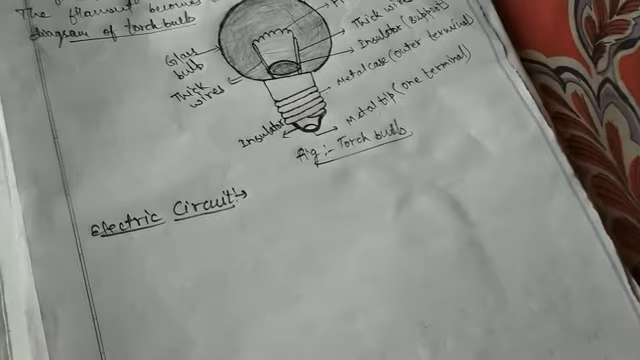 The filament becomes
diagram of torch bulb
Thick wires
Glass bulb
Insulator (support)
Metal case (outer terminal)
Thick wires
Metal tip (one terminal)
Insulator
Fig :- Torch bulb
Electric Circuit :→